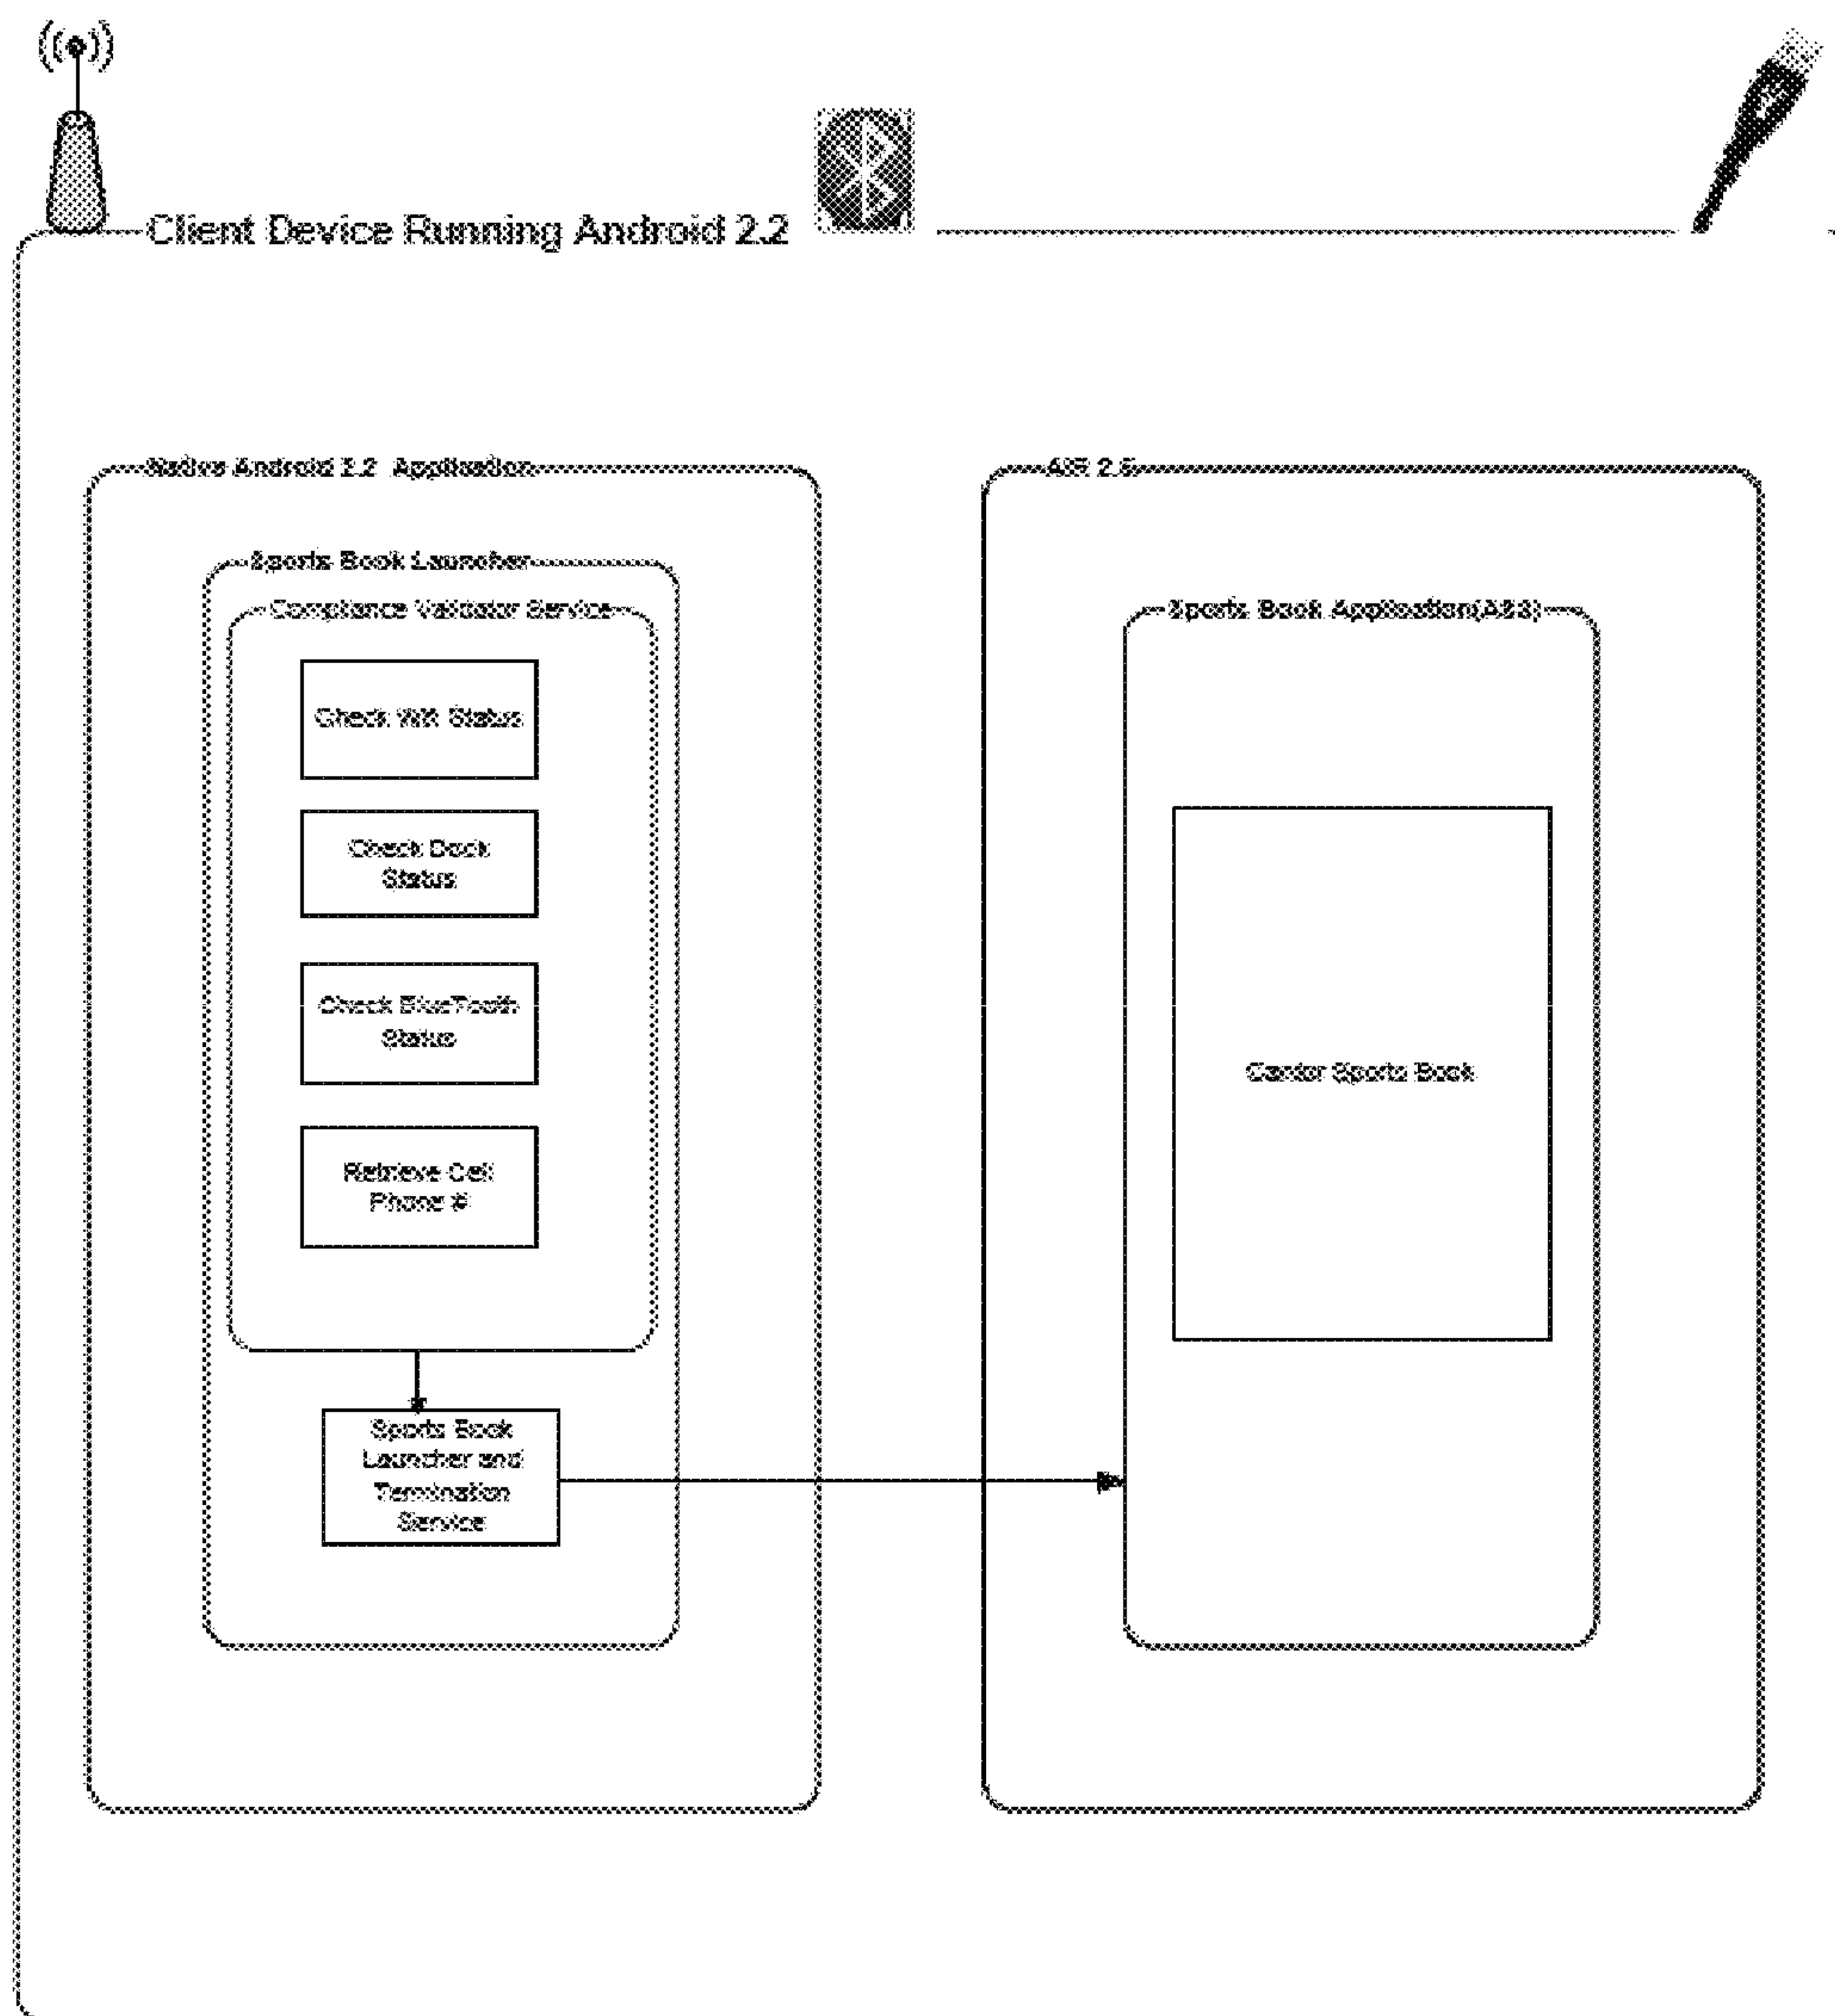 Client Device Running Android 2.2
Native Android 2.2 Application
AIR 2.6
Sports Book Launcher
Compliance Validator Service
Check Wifi Status
Check Dock
Status
Check BlueTooth
Status
Retrieve Cell
Phone #
Sports Book
Launcher and
Termination
Service
Sports Book Application(AS3)
Cantor Sports Book